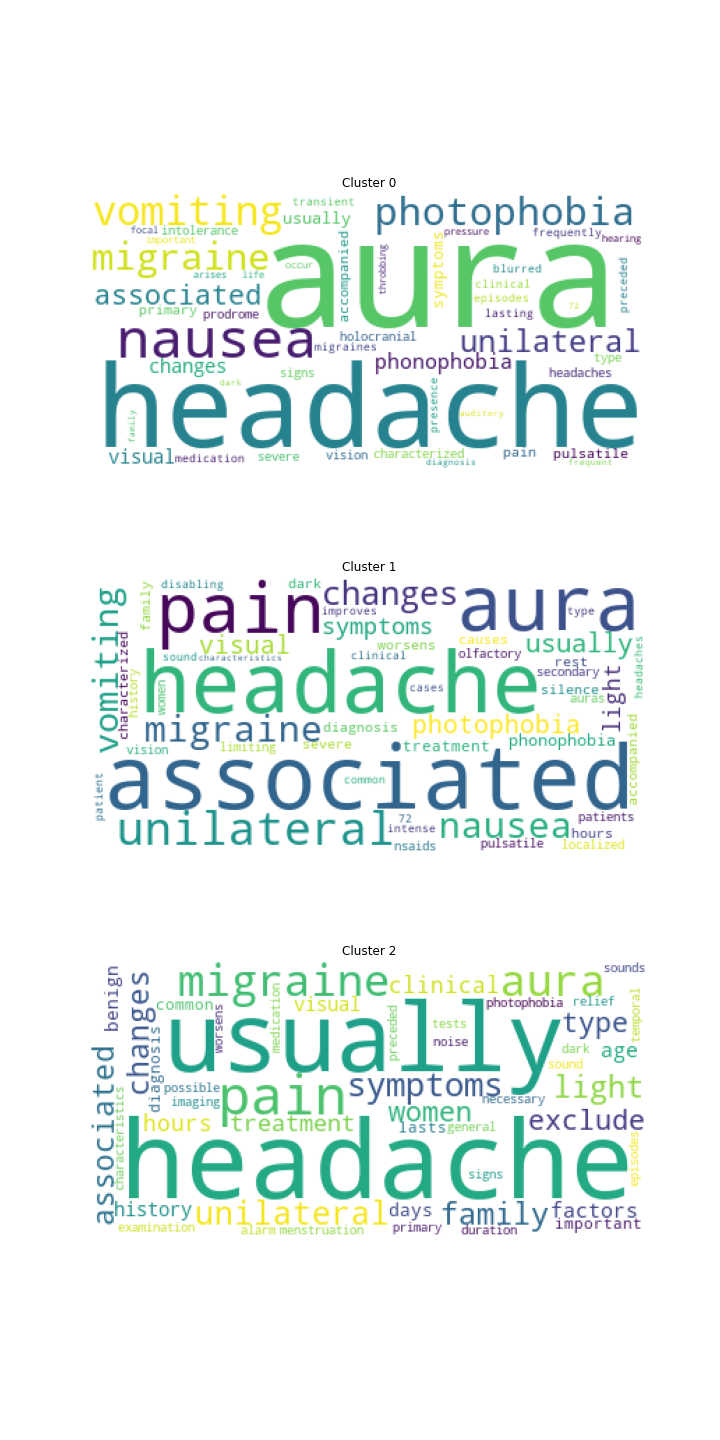 Cluster 0
vomiting
transient
usually
photophobia
focal
intolerance
important
pressure
frequently
hearing
migraine
aura
accompanied
throbbing
symptoms
arises
life
occur
blurred
preceded
clinical
episodes
72
associated
primary
prodrome
lasting
nausea
holocranial
migraines
unilateral
changes
phonophobia
type
signs
headaches
dark
headache
presence
auditory
family
visual
medication
severe
vision
characterized
diagnosis
pain
pulsatile
frequent
Cluster 1
vomiting
family
disabling
dark
pain
changes
improves
aura
type
symptoms
characterized
visual
worsens
causes
usually
sound
characteristics
clinical
olfactory
rest
headaches
history
women
headache
cases
secondary
silence
light
auras
migraine
diagnosis
photophobia
vision
limiting
severe
treatment
phonophobia
accompanied
patient
associated
common
unilateral
72
intense
nausea
patients
hours
nsaids
pulsatile
localized
Cluster 2
benign
changes
migraine
clinical
aura
sounds
common
worsens
medication
visual
preceded
photophobia
relief
temporal
usually
tests
noise
type
dark
age
associated
diagnosis
possible
imaging
pain
symptoms
sound
necessary
light
characteristics
hours
treatment
women
lasts
general
exclude
headache
signs
episodes
history
unilateral
days
family
factors
examination
alarm
menstruation
primary
duration
important